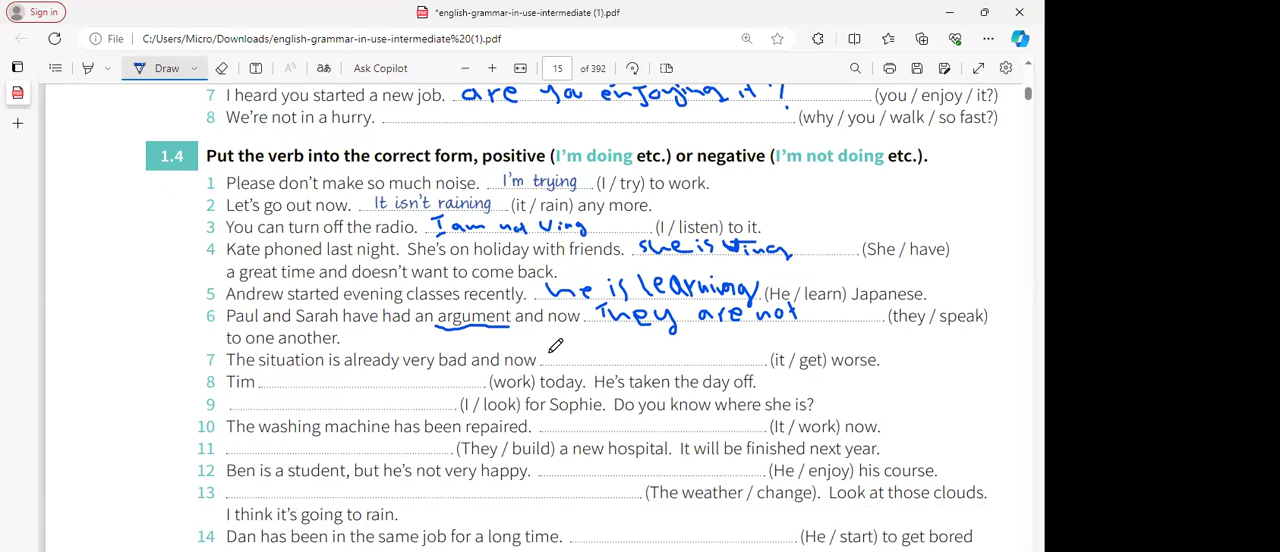 Sign in
*english-grammar-in-use-intermediate (1).pdf
File C:/Users/Micro/Downloads/english-grammar-in-use-intermediate%20(1).pdf
Draw aあ Ask Copilot 15 of 392
7 I heard you started a new job. are you enjoying it? (you / enjoy / it?)
8 We're not in a hurry. (why / you / walk / so fast?)
1.4 Put the verb into the correct form, positive (I'm doing etc.) or negative (I'm not doing etc.).
1 Please don't make so much noise. I'm trying (I / try) to work.
2 Let's go out now. It isn't raining (it / rain) any more.
3 You can turn off the radio. I am not Ving (I / listen) to it.
4 Kate phoned last night. She's on holiday with friends. she is Ving (She / have)
a great time and doesn't want to come back.
5 Andrew started evening classes recently. he is learning (He / learn) Japanese.
6 Paul and Sarah have had an argument and now They are not (they / speak)
to one another.
7 The situation is already very bad and now (it / get) worse.
8 Tim (work) today. He's taken the day off.
9 (I / look) for Sophie. Do you know where she is?
10 The washing machine has been repaired. (It / work) now.
11 (They / build) a new hospital. It will be finished next year.
12 Ben is a student, but he's not very happy. (He / enjoy) his course.
13 (The weather / change). Look at those clouds.
I think it's going to rain.
14 Dan has been in the same job for a long time. (He / start) to get bored